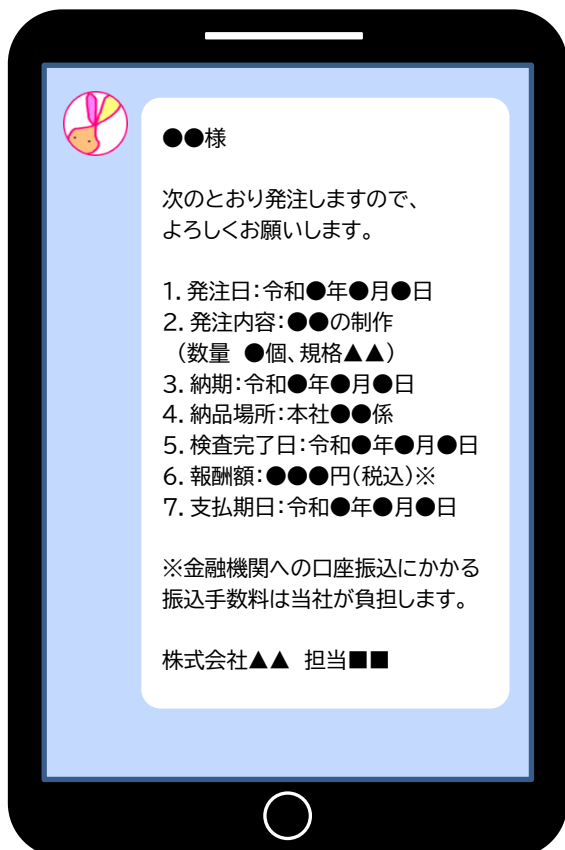 ●●様
次のとおり発注しますので、
よろしくお願いします。
1．発注日：令和●年●月●日
2．発注内容：●●の制作
（数量　●個、規格▲▲）
3．納期：令和●年●月●日
4．納品場所：本社●●係
5．検査完了日：令和●年●月●日
6．報酬額：●●●円（税込）※
7．支払期日：令和●年●月●日
※金融機関への口座振込にかかる
振込手数料は当社が負担します。
株式会社▲▲　担当■■